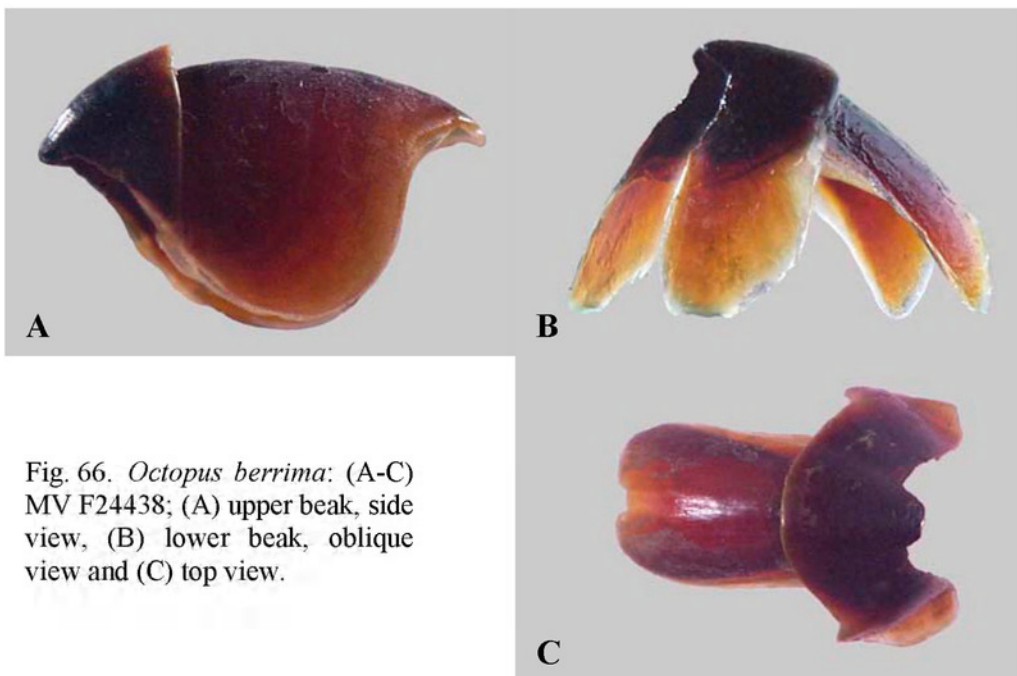 A
B
Fig. 66. Octopus berrima: (A-C)
MV F24438; (A) upper beak, side
view, (B) lower beak, oblique
view and (C) top view.
C